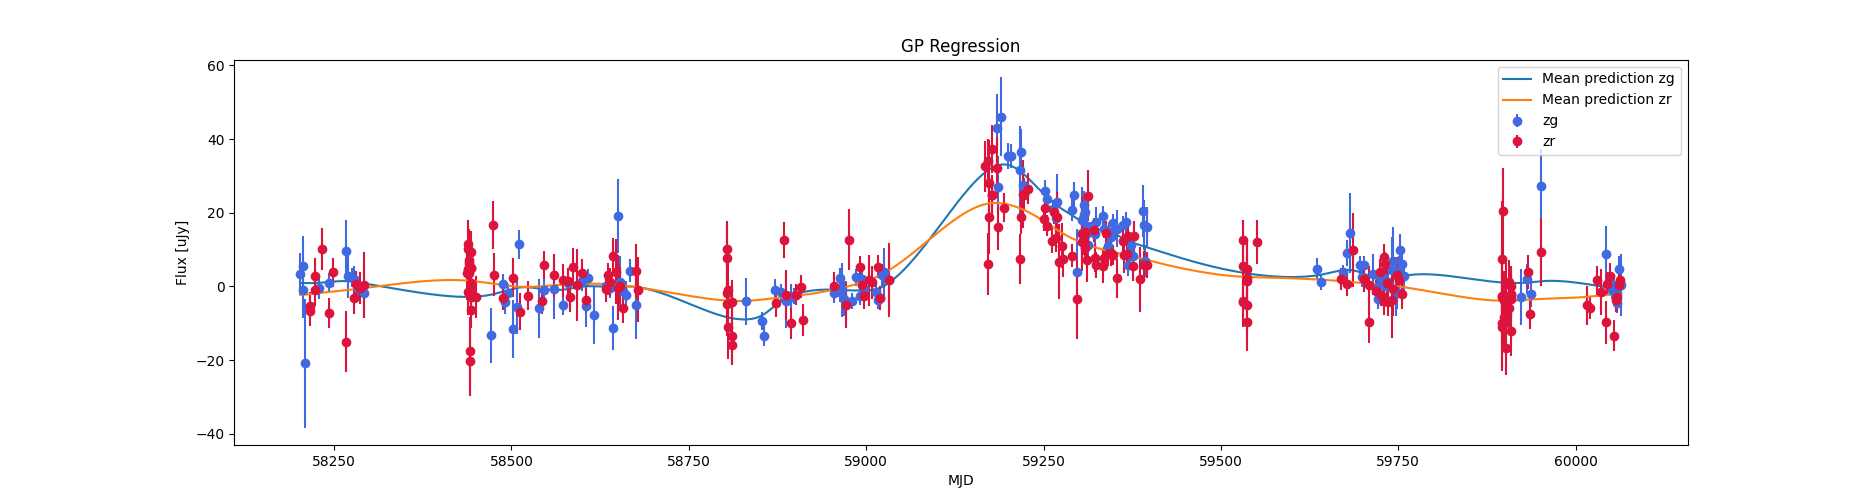 GP Regression
60
40
20
0
−20
−40
Flux [uJy]
58250
58500
58750
59000
59250
59500
59750
60000
MJD
Mean prediction zg
Mean prediction zr
zg
zr